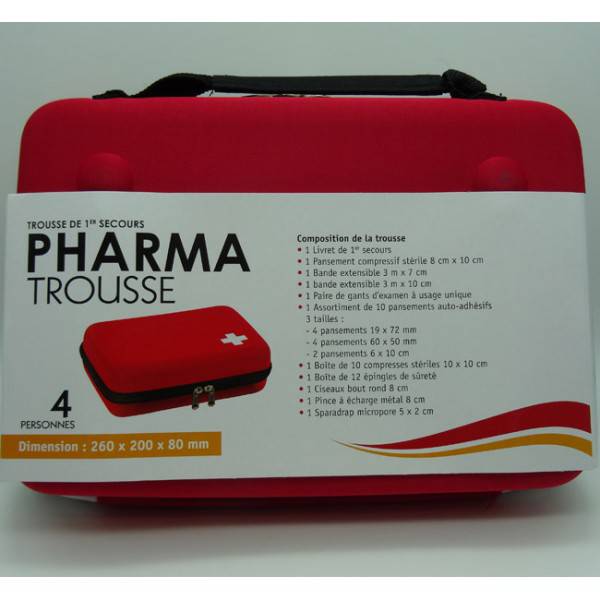 TROUSSE DE 1ER SECOURS
PHARMA
TROUSSE
4
PERSONNES
Dimension : 260 x 200 x 80 mm
Composition de la trousse
• 1 Livret de 1er secours
• 1 Pansement compressif stérile 8 cm x 10 cm
• 1 Bande extensible 3 m x 7 cm
• 1 bande extensible 3 m x 10 cm
• 1 Paire de gants d'examen à usage unique
• 1 Assortiment de 10 pansements auto-adhésifs
3 tailles :
- 4 pansements 19 x 72 mm
- 4 pansements 60 x 50 mm
- 2 pansements 6 x 10 cm
• 1 Boîte de 10 compresses stériles 10 x 10 cm
• 1 Boîte de 12 épingles de sûreté
• 1 Ciseaux bout rond 8 cm
• 1 Pince à écharge métal 8 cm
• 1 Sparadrap micropore 5 x 2 cm